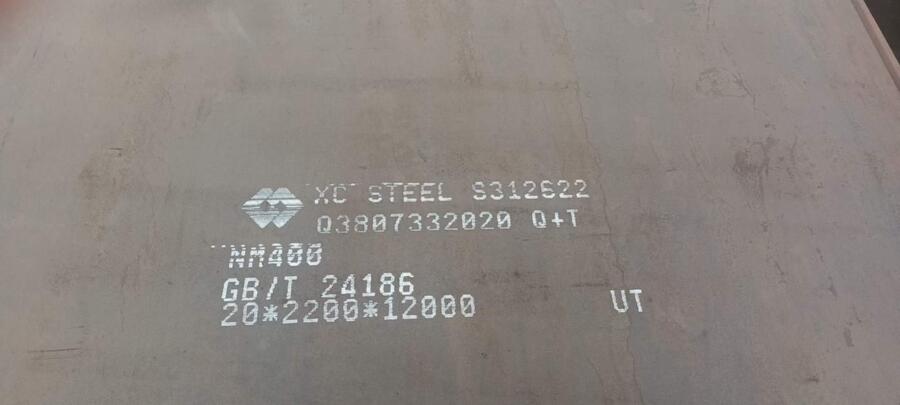 XC STEEL S312622
Q3807332020 Q+T
NM400
GB/T 24186
20*2200*12000 UT